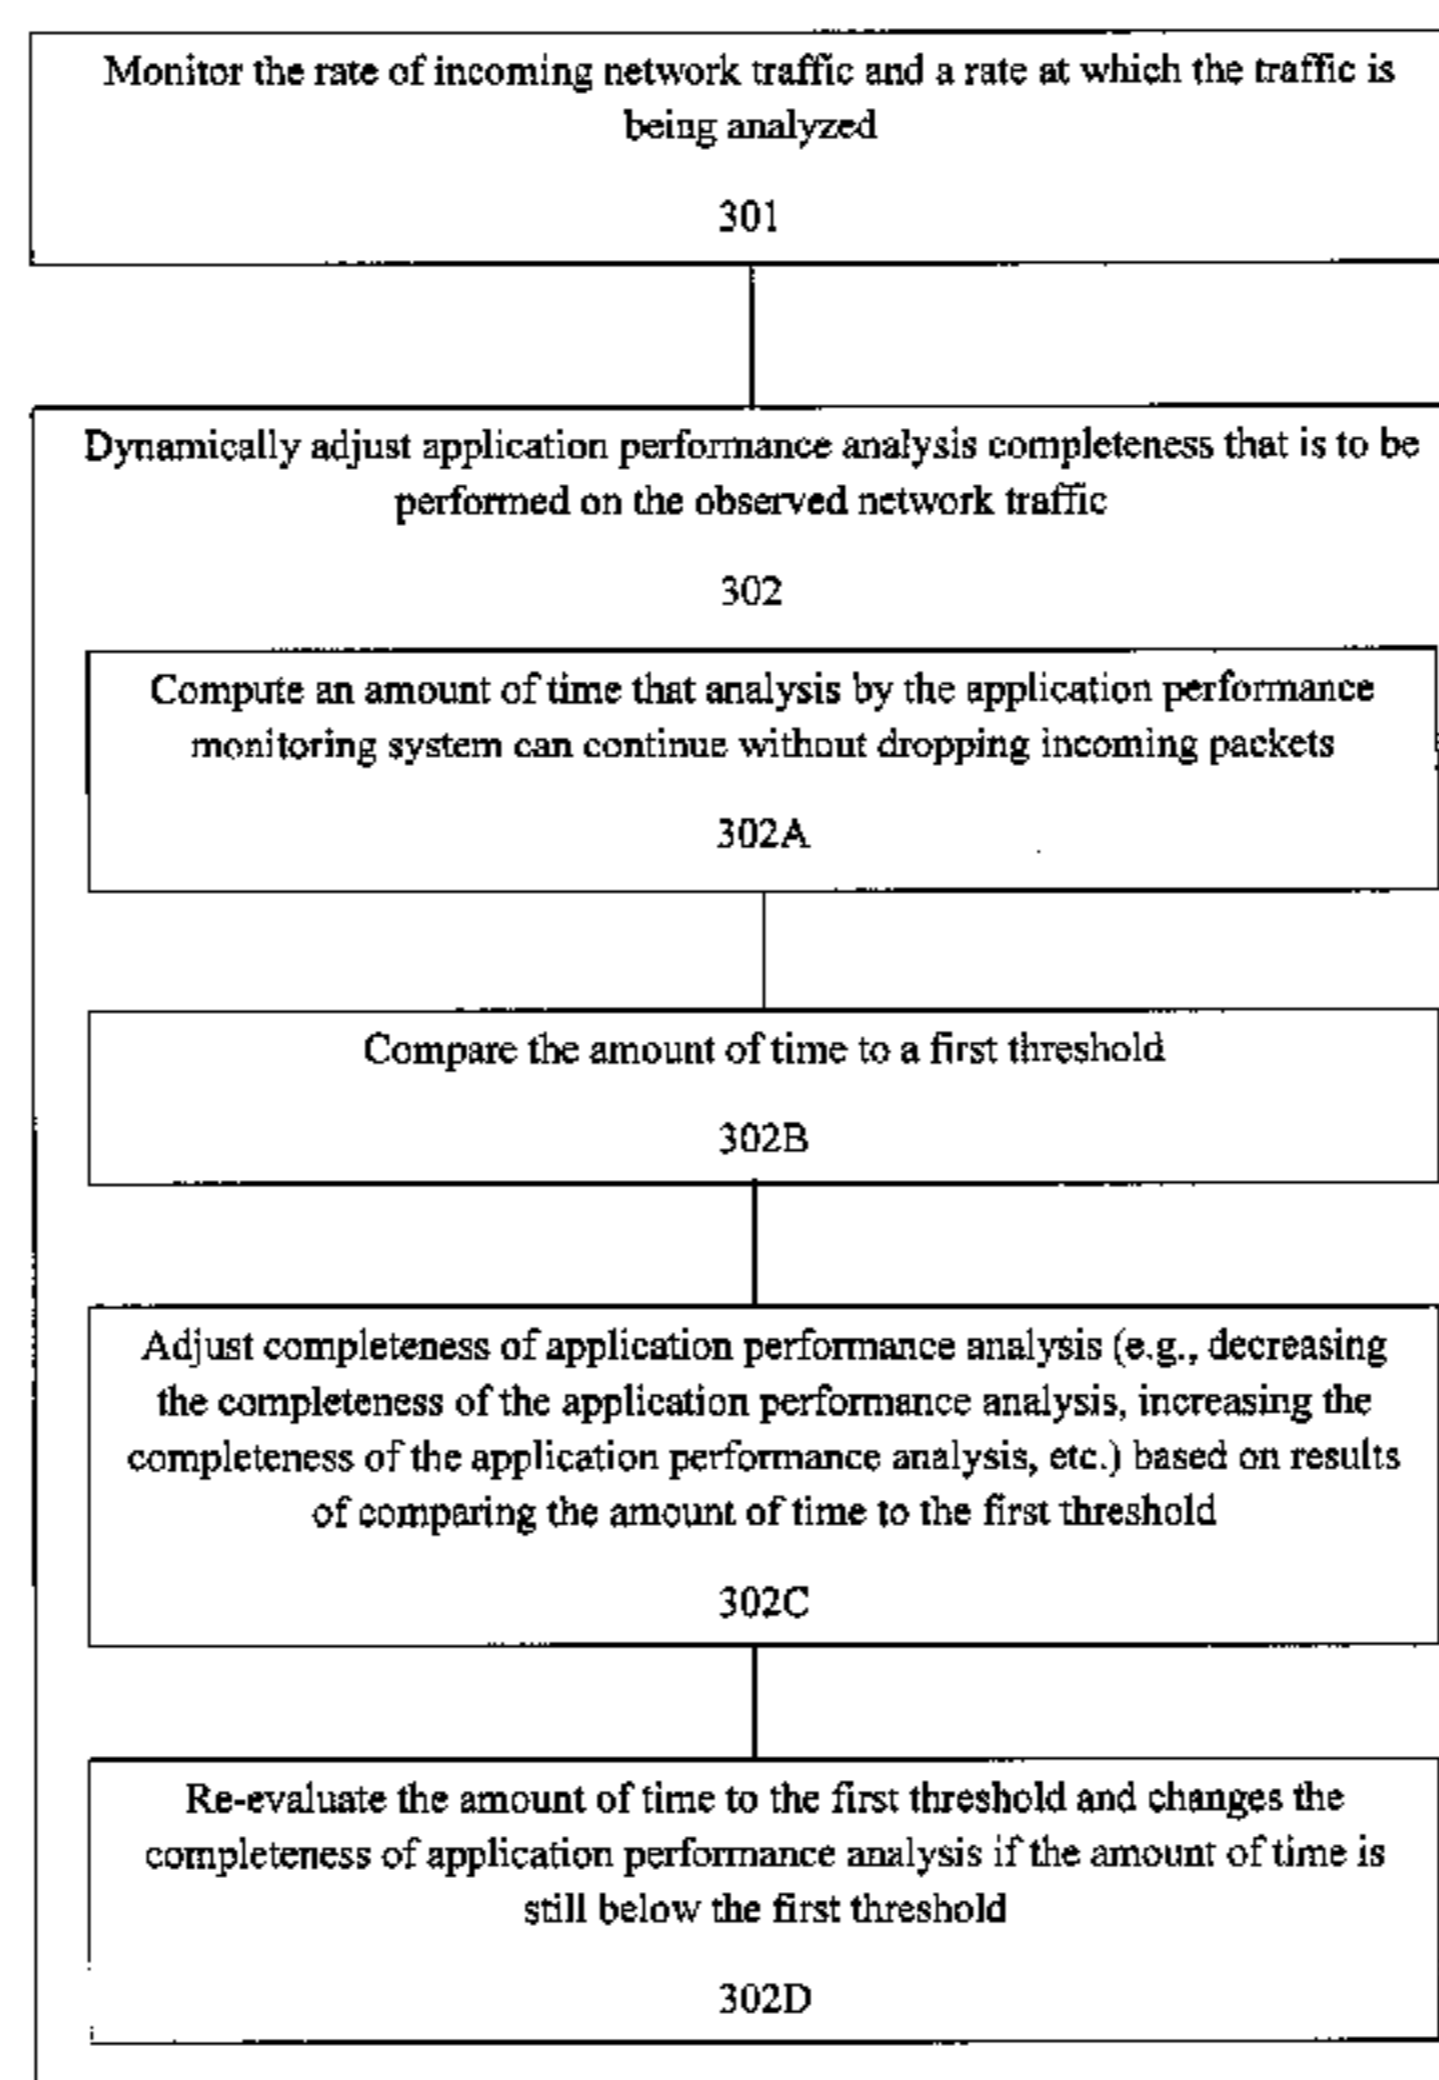 Monitor the rate of incoming network traffic and a rate at which the traffic is
being analyzed
301
Dynamically adjust application performance analysis completeness that is to be
performed on the observed network traffic
302
Compute an amount of time that analysis by the application performance
monitoring system can continue without dropping incoming packets
302A
Compare the amount of time to a first threshold
302B
Adjust completeness of application performance analysis (e.g., decreasing
the completeness of the application performance analysis, increasing the
completeness of the application performance analysis, etc.) based on results
of comparing the amount of time to the first threshold
302C
Re-evaluate the amount of time to the first threshold and changes the
completeness of application performance analysis if the amount of time is
still below the first threshold
302D